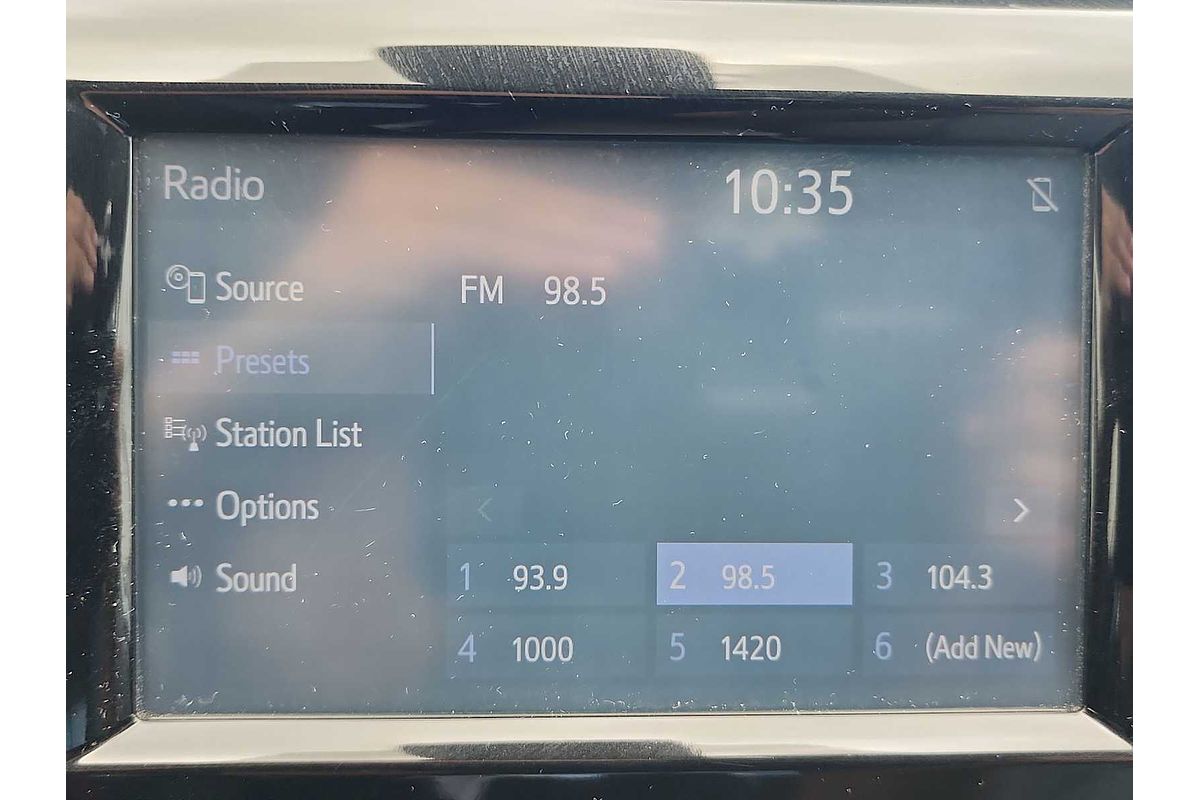 Radio 10:35
Source
FM 98.5
Presets
Station List
Options
Sound
1 93.9 2 98.5 3 104.3
4 1000 5 1420 6 (Add New)